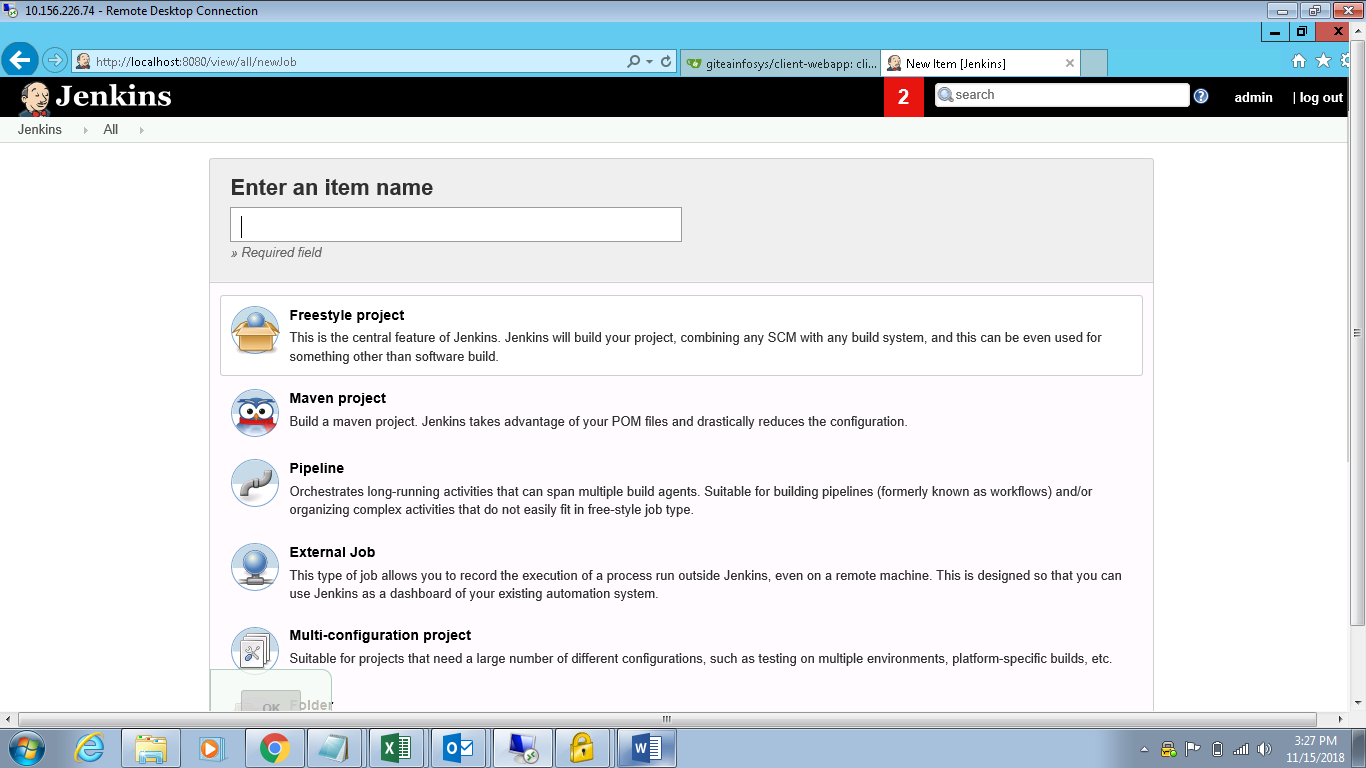 10.156.226.74 - Remote Desktop Connection
http://localhost:8080/view/all/newJob
giteainfosys/client-webapp: cli...
New Item [Jenkins]
Jenkins
2
search
admin
| log out
Jenkins
All
Enter an item name
» Required field
Freestyle project
This is the central feature of Jenkins. Jenkins will build your project, combining any SCM with any build system, and this can be even used for
something other than software build.
Maven project
Build a maven project. Jenkins takes advantage of your POM files and drastically reduces the configuration.
Pipeline
Orchestrates long-running activities that can span multiple build agents. Suitable for building pipelines (formerly known as workflows) and/or
organizing complex activities that do not easily fit in free-style job type.
External Job
This type of job allows you to record the execution of a process run outside Jenkins, even on a remote machine. This is designed so that you can
use Jenkins as a dashboard of your existing automation system.
Multi-configuration project
Suitable for projects that need a large number of different configurations, such as testing on multiple environments, platform-specific builds, etc.
OK
Folder
3:27 PM
11/15/2018